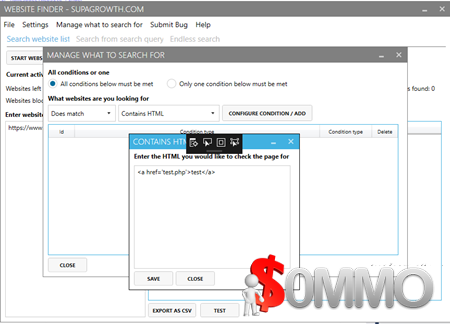 WEBSITE FINDER - SUPAGROWTH.COM
File Settings Manage what to search for Submit Bug Help
Search website list Search from search query Endless search
START WEBS
MANAGE WHAT TO SEARCH FOR
Current activ
All conditions or one
Websites left
All conditions below must be met Only one condition below must be met
s found: 0
Websites bloc
What websites are you looking for
Enter website
Does match Contains HTML CONFIGURE CONDITION / ADD
https://www
Id Condition type Condition type Delete
CONTAINS HTM
Enter the HTML you would like to check the page for
<a href='test.php'>test</a>
SAVE CLOSE
CLOSE
EXPORT AS CSV TEST
$0MMO